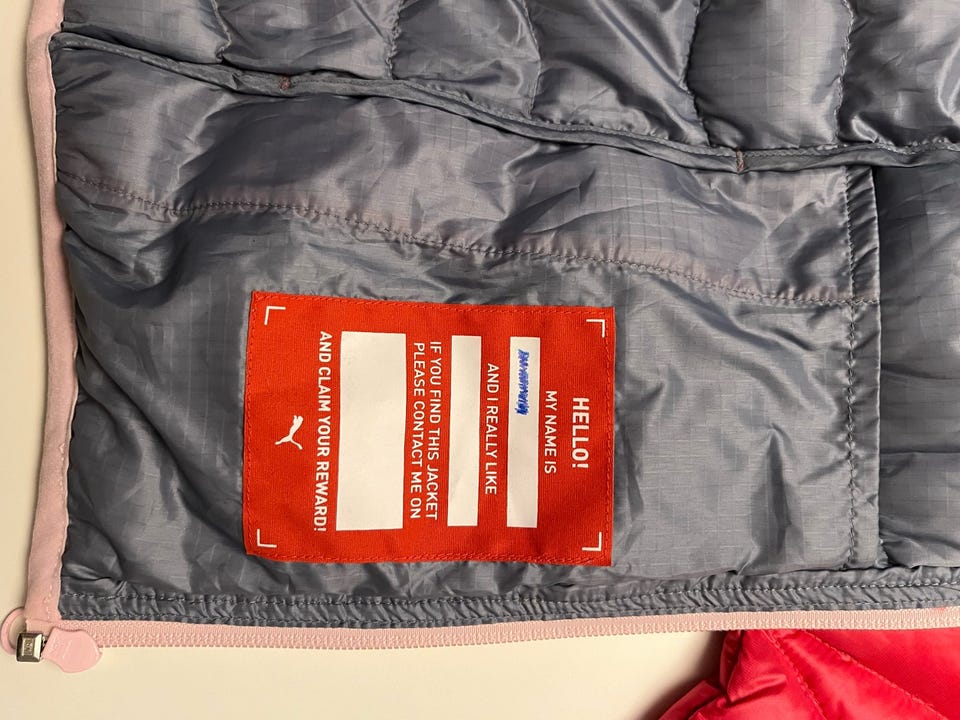 HELLO!
MY NAME IS
AND I REALLY LIKE
IF YOU FIND THIS JACKET
PLEASE CONTACT ME ON
AND CLAIM YOUR REWARD!